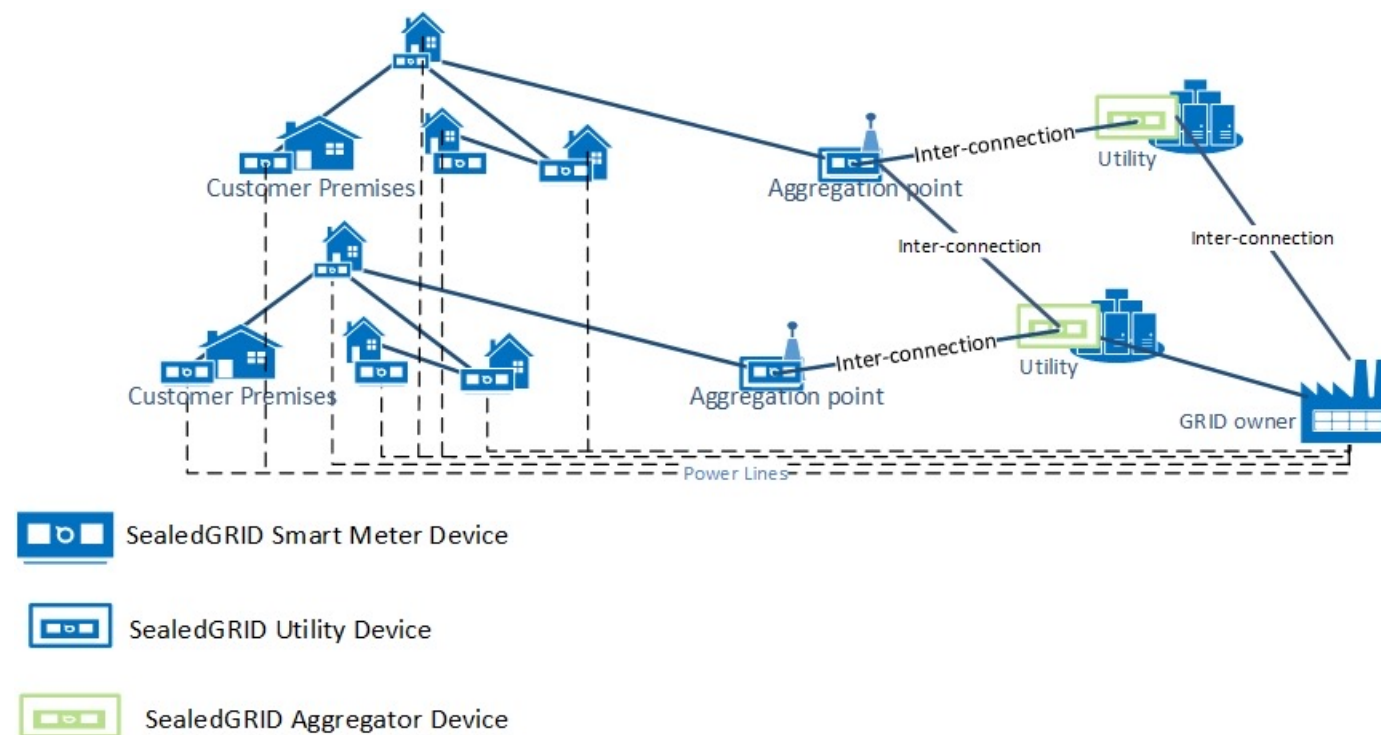 Inter-connection
Utility
Customer Premises
Aggregation point
Inter-connection
Inter-connection
Inter-connection
Utility
Customer Premises
Aggregation point
GRID owner
Power Lines
SealedGRID Smart Meter Device
SealedGRID Utility Device
SealedGRID Aggregator Device